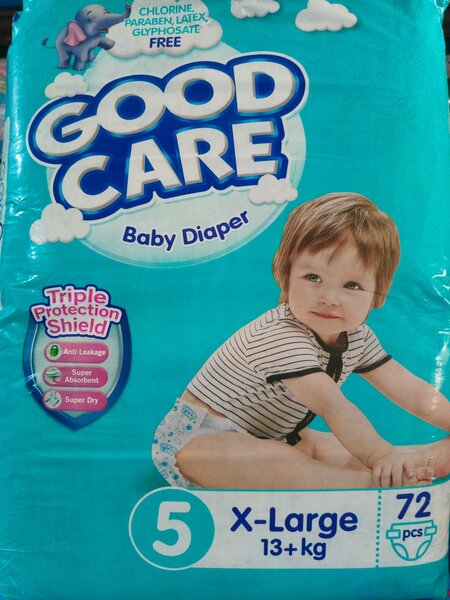 CHLORINE,
PARABEN, LATEX,
GLYPHOSATE
FREE
GOOD
CARE
Baby Diaper
Triple
Protection
Shield
Anti Leakage
Super
Absorbent
Super Dry
5
X-Large
13+kg
72
pcs